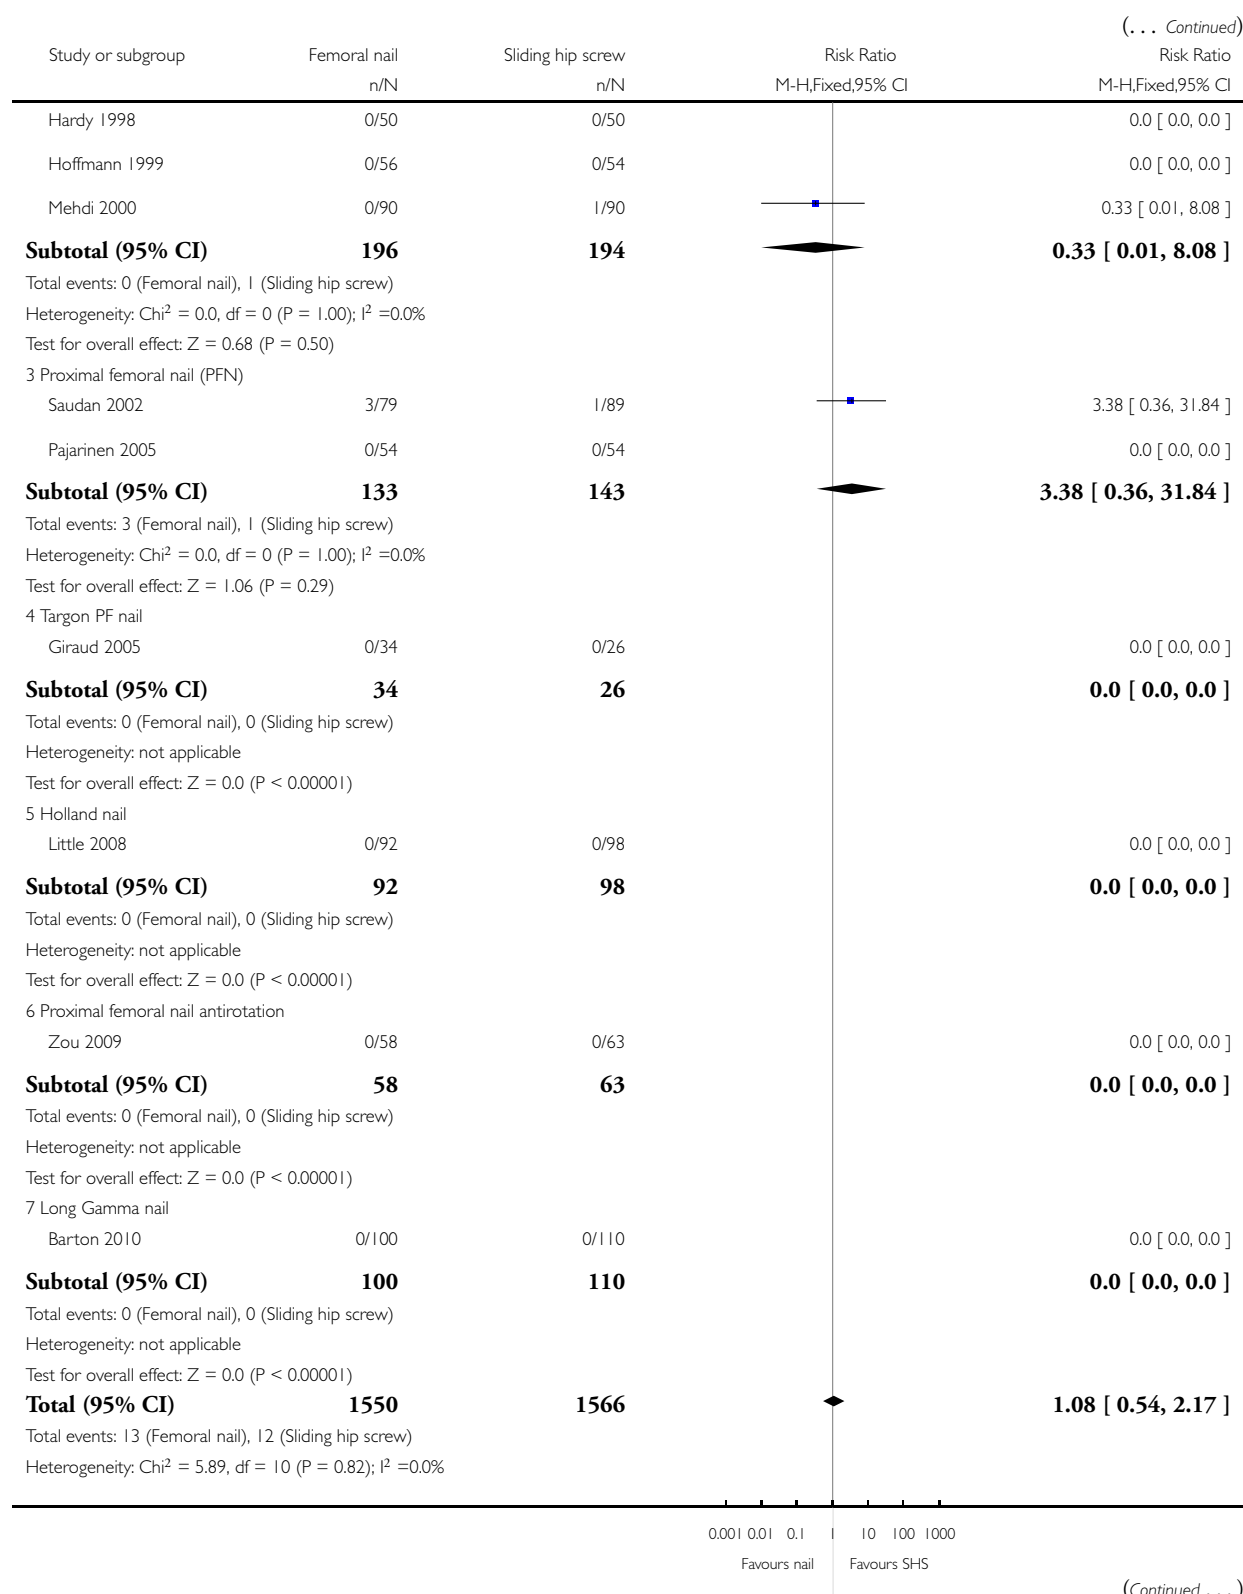 (. . . Continued)
Study or subgroup Femoral nail Sliding hip screw Risk Ratio Risk Ratio
n/N n/N M-H,Fixed,95% CI M-H,Fixed,95% CI
Hardy 1998 0/50 0/50 0.0 [ 0.0, 0.0 ]
Hoffmann 1999 0/56 0/54 0.0 [ 0.0, 0.0 ]
Mehdi 2000 0/90 1/90 0.33 [ 0.01, 8.08 ]
Subtotal (95% CI) 196 194 0.33 [ 0.01, 8.08 ]
Total events: 0 (Femoral nail), 1 (Sliding hip screw)
Heterogeneity: Chi² = 0.0, df = 0 (P = 1.00); I² =0.0%
Test for overall effect: Z = 0.68 (P = 0.50)
3 Proximal femoral nail (PFN)
Saudan 2002 3/79 1/89 3.38 [ 0.36, 31.84 ]
Pajarinen 2005 0/54 0/54 0.0 [ 0.0, 0.0 ]
Subtotal (95% CI) 133 143 3.38 [ 0.36, 31.84 ]
Total events: 3 (Femoral nail), 1 (Sliding hip screw)
Heterogeneity: Chi² = 0.0, df = 0 (P = 1.00); I² =0.0%
Test for overall effect: Z = 1.06 (P = 0.29)
4 Targon PF nail
Giraud 2005 0/34 0/26 0.0 [ 0.0, 0.0 ]
Subtotal (95% CI) 34 26 0.0 [ 0.0, 0.0 ]
Total events: 0 (Femoral nail), 0 (Sliding hip screw)
Heterogeneity: not applicable
Test for overall effect: Z = 0.0 (P < 0.00001)
5 Holland nail
Little 2008 0/92 0/98 0.0 [ 0.0, 0.0 ]
Subtotal (95% CI) 92 98 0.0 [ 0.0, 0.0 ]
Total events: 0 (Femoral nail), 0 (Sliding hip screw)
Heterogeneity: not applicable
Test for overall effect: Z = 0.0 (P < 0.00001)
6 Proximal femoral nail antirotation
Zou 2009 0/58 0/63 0.0 [ 0.0, 0.0 ]
Subtotal (95% CI) 58 63 0.0 [ 0.0, 0.0 ]
Total events: 0 (Femoral nail), 0 (Sliding hip screw)
Heterogeneity: not applicable
Test for overall effect: Z = 0.0 (P < 0.00001)
7 Long Gamma nail
Barton 2010 0/100 0/110 0.0 [ 0.0, 0.0 ]
Subtotal (95% CI) 100 110 0.0 [ 0.0, 0.0 ]
Total events: 0 (Femoral nail), 0 (Sliding hip screw)
Heterogeneity: not applicable
Test for overall effect: Z = 0.0 (P < 0.00001)
Total (95% CI) 1550 1566 1.08 [ 0.54, 2.17 ]
Total events: 13 (Femoral nail), 12 (Sliding hip screw)
Heterogeneity: Chi² = 5.89, df = 10 (P = 0.82); I² =0.0%
0.001 0.01 0.1 1 10 100 1000
Favours nail Favours SHS
(Continued . . . )